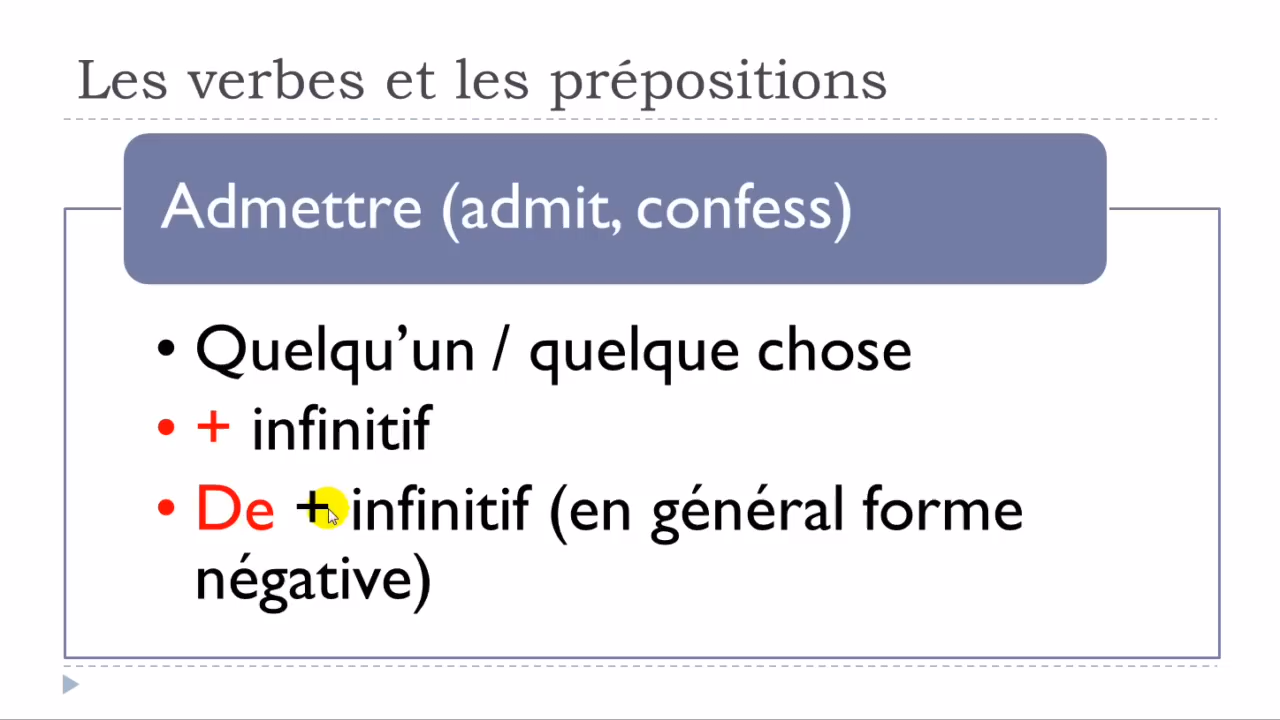 Les verbes et les prépositions
Admettre (admit, confess)
• Quelqu’un / quelque chose
• + infinitif
• De + infinitif (en général forme
négative)